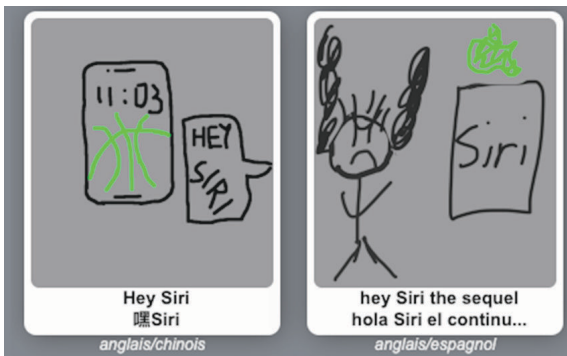 11:03
HEY
SIRI
Hey Siri
嘿Siri
anglais/chinois
Siri
hey Siri the sequel
hola Siri el continu...
anglais/espagnol